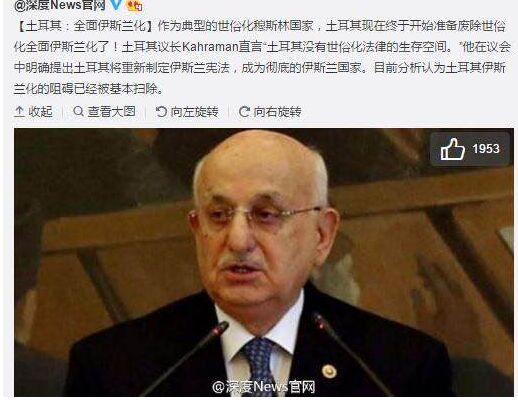 @深度News官网
【土耳其：全面伊斯兰化】作为典型的世俗化穆斯林国家，土耳其现在终于开始准备废除世俗
化全面伊斯兰化了！土耳其议长Kahraman直言“土耳其没有世俗化法律的生存空间。”他在议会
中明确提出土耳其将重新制定伊斯兰宪法，成为彻底的伊斯兰国家。目前分析认为土耳其伊斯
兰化的阻碍已经被基本扫除。
收起 查看大图 向左旋转 向右旋转
1953
@深度News官网